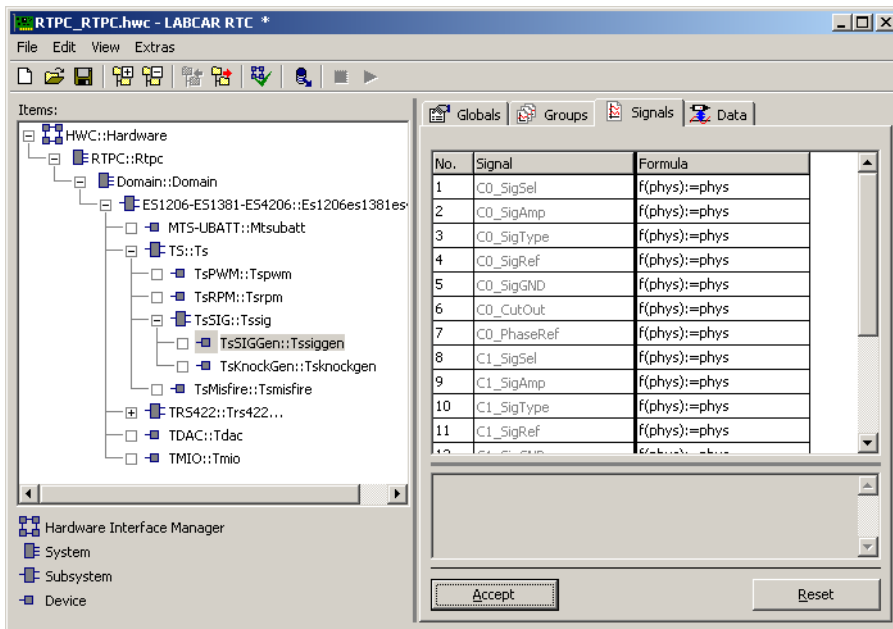 RTPC_RTPC.hwc - LABCAR RTC *
File Edit View Extras
Items:
HWC::Hardware
RTPC::Rtpc
Domain::Domain
ES1206-ES1381-ES4206::Es1206es1381es
MTS-UBATT::Mtsubatt
TS::Ts
TsPWM::Tspwm
TsRPM::Tsrpm
TsSIG::Tssig
TsSIGGen::Tssiggen
TsKnockGen::Tsknockgen
TsMisfire::Tsmisfire
TRS422::Trs422...
TDAC::Tdac
TMIO::Tmio
Hardware Interface Manager
System
Subsystem
Device
Globals Groups Signals Data
No. Signal Formula
1 C0_SigSel f(phys):=phys
2 C0_SigAmp f(phys):=phys
3 C0_SigType f(phys):=phys
4 C0_SigRef f(phys):=phys
5 C0_SigGND f(phys):=phys
6 C0_CutOut f(phys):=phys
7 C0_PhaseRef f(phys):=phys
8 C1_SigSel f(phys):=phys
9 C1_SigAmp f(phys):=phys
10 C1_SigType f(phys):=phys
11 C1_SigRef f(phys):=phys
Accept Reset